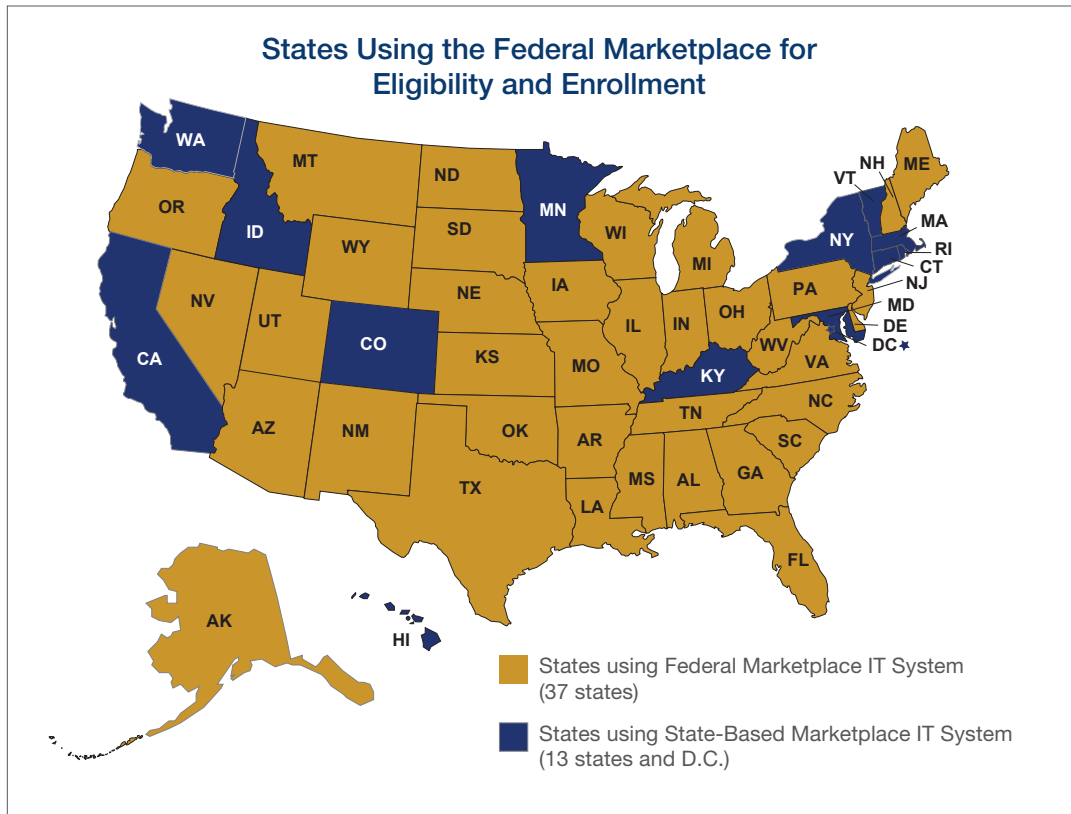 States Using the Federal Marketplace for
Eligibility and Enrollment
WA
MT
ND
MN
OR
ID
WY
SD
WI
MI
NY
VT
NH
ME
MA
RI
CT
NJ
MD
DE
DC
NV
UT
CO
NE
IA
IL
IN
OH
PA
WV
VA
CA
KS
MO
KY
NC
AZ
NM
OK
AR
TN
SC
TX
LA
MS
AL
GA
FL
AK
HI
States using Federal Marketplace IT System
(37 states)
States using State-Based Marketplace IT System
(13 states and D.C.)